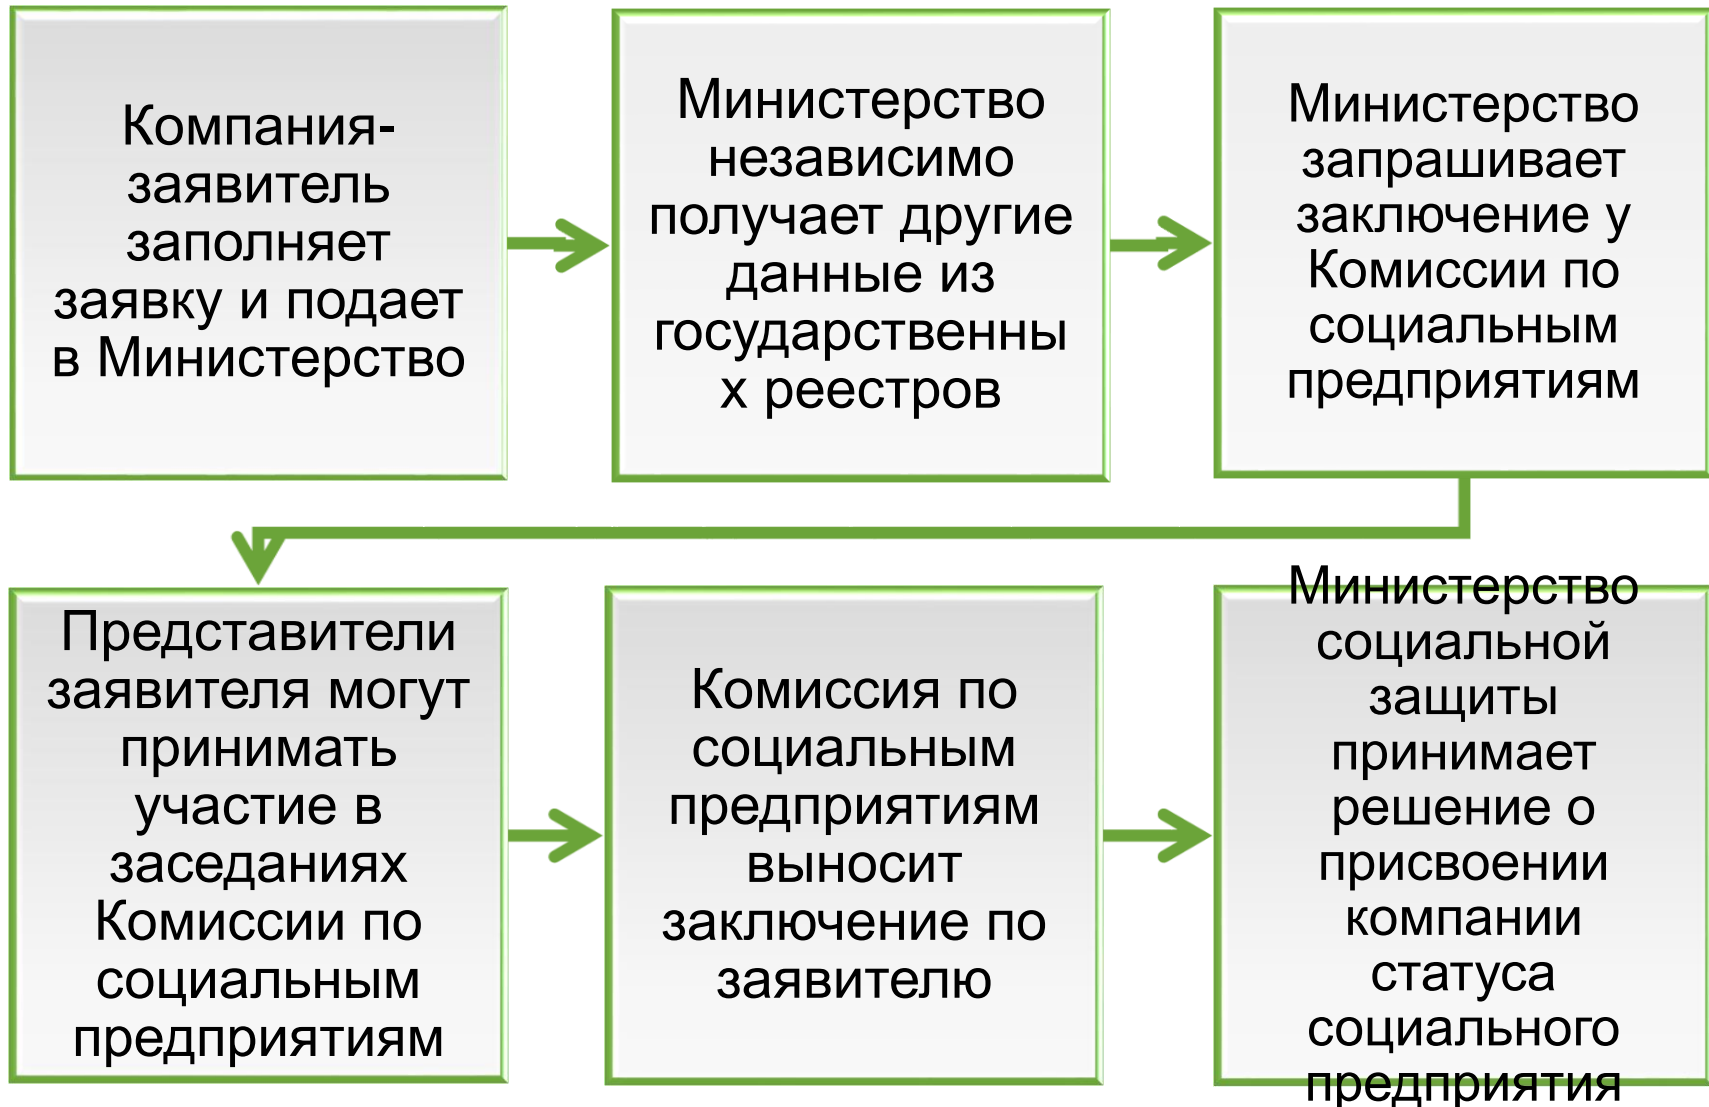 Компания-
заявитель
заполняет
заявку и подает
в Министерство
Министерство
независимо
получает другие
данные из
государственны
х реестров
Министерство
запрашивает
заключение у
Комиссии по
социальным
предприятиям
Представители
заявителя могут
принимать
участие в
заседаниях
Комиссии по
социальным
предприятиям
Комиссия по
социальным
предприятиям
выносит
заключение по
заявителю
Министерство
социальной
защиты
принимает
решение о
присвоении
компании
статуса
социального
предприятия